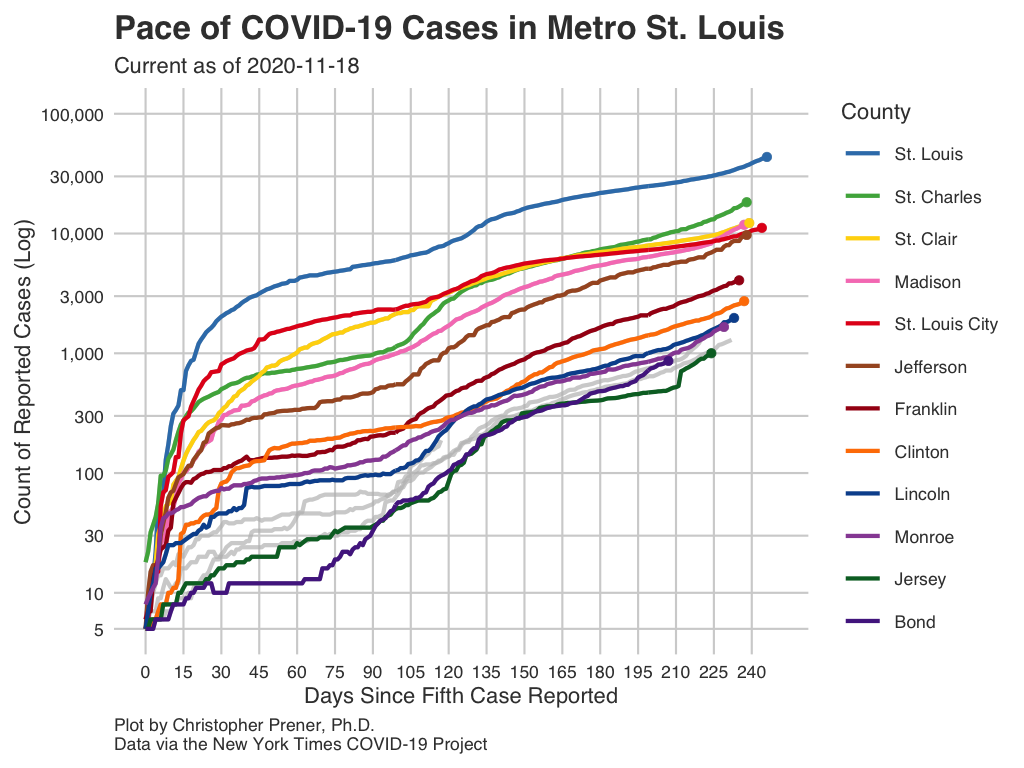 Pace of COVID-19 Cases in Metro St. Louis
Current as of 2020-11-18
Count of Reported Cases (Log)
100,000
30,000
10,000
3,000
1,000
300
100
30
10
5
0 15 30 45 60 75 90 105 120 135 150 165 180 195 210 225 240
Days Since Fifth Case Reported
County
St. Louis
St. Charles
St. Clair
Madison
St. Louis City
Jefferson
Franklin
Clinton
Lincoln
Monroe
Jersey
Bond
Plot by Christopher Prener, Ph.D.
Data via the New York Times COVID-19 Project